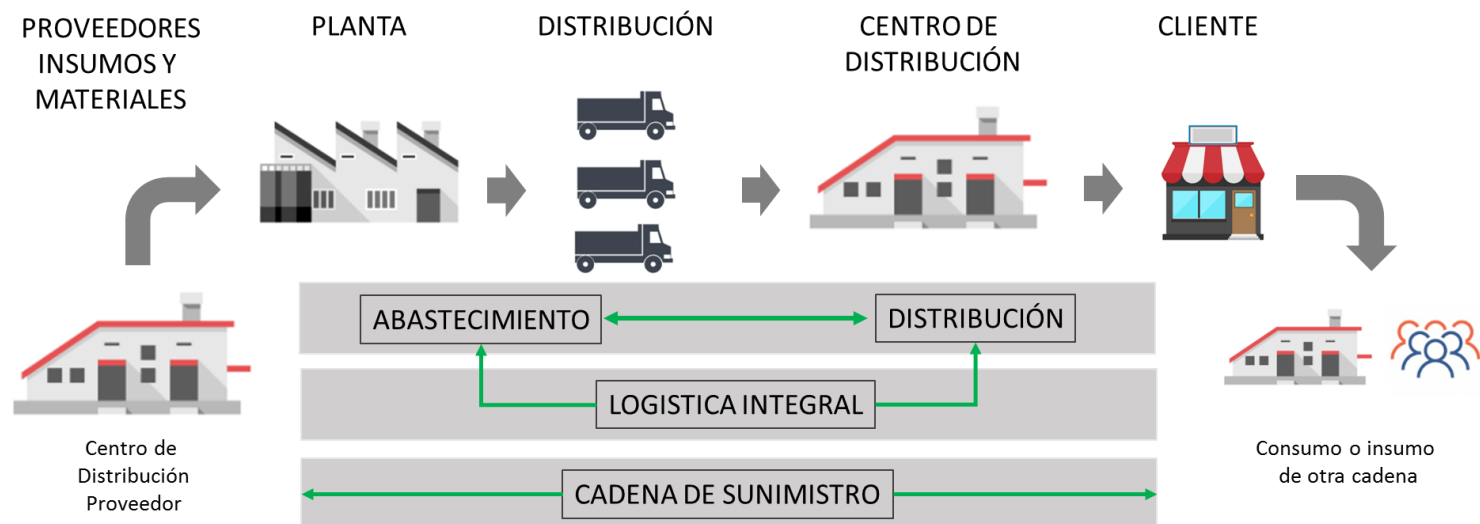 PROVEEDORES
INSUMOS Y
MATERIALES
PLANTA
DISTRIBUCIÓN
CENTRO DE
DISTRIBUCIÓN
CLIENTE
ABASTECIMIENTO
DISTRIBUCIÓN
LOGISTICA INTEGRAL
CADENA DE SUNIMISTRO
Centro de
Distribución
Proveedor
Consumo o insumo
de otra cadena